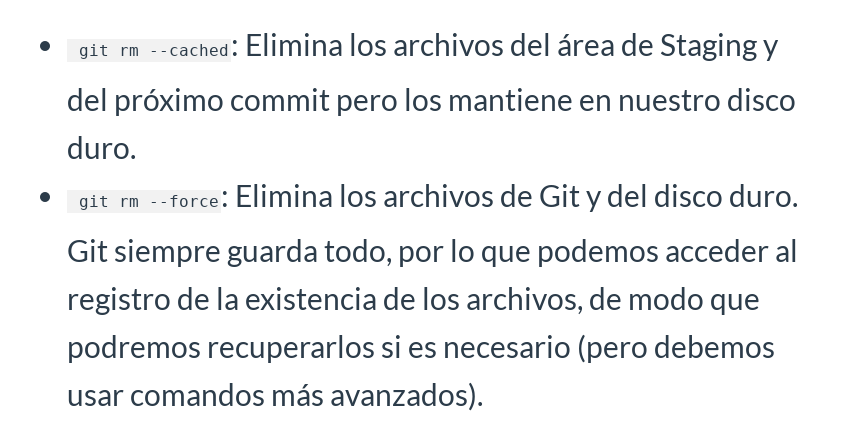 • git rm --cached: Elimina los archivos del área de Staging y
del próximo commit pero los mantiene en nuestro disco
duro.
• git rm --force: Elimina los archivos de Git y del disco duro.
Git siempre guarda todo, por lo que podemos acceder al
registro de la existencia de los archivos, de modo que
podremos recuperarlos si es necesario (pero debemos
usar comandos más avanzados).